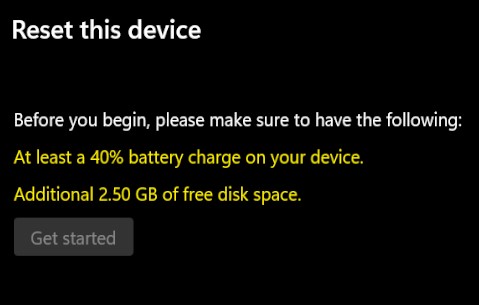 Reset this device
Before you begin, please make sure to have the following:
At least a 40% battery charge on your device.
Additional 2.50 GB of free disk space.
Get started